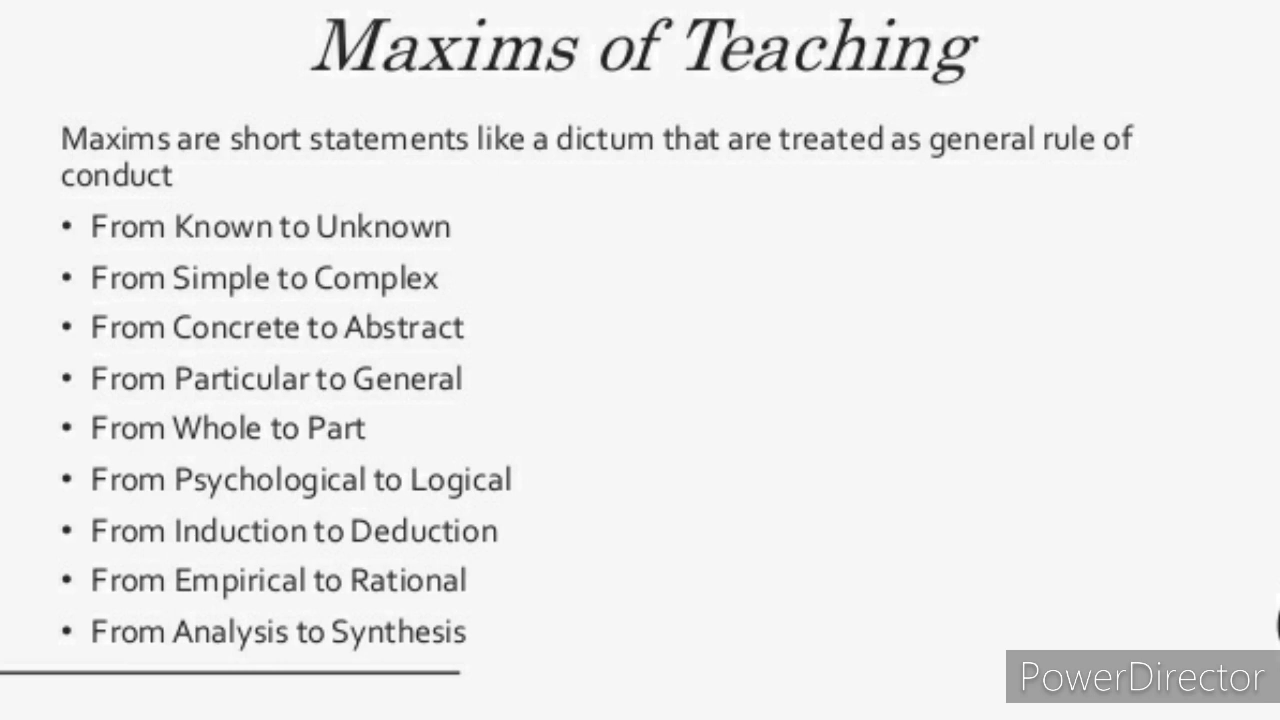 Maxims of Teaching
Maxims are short statements like a dictum that are treated as general rule of
conduct
• From Known to Unknown
• From Simple to Complex
• From Concrete to Abstract
• From Particular to General
• From Whole to Part
• From Psychological to Logical
• From Induction to Deduction
• From Empirical to Rational
• From Analysis to Synthesis
PowerDirector